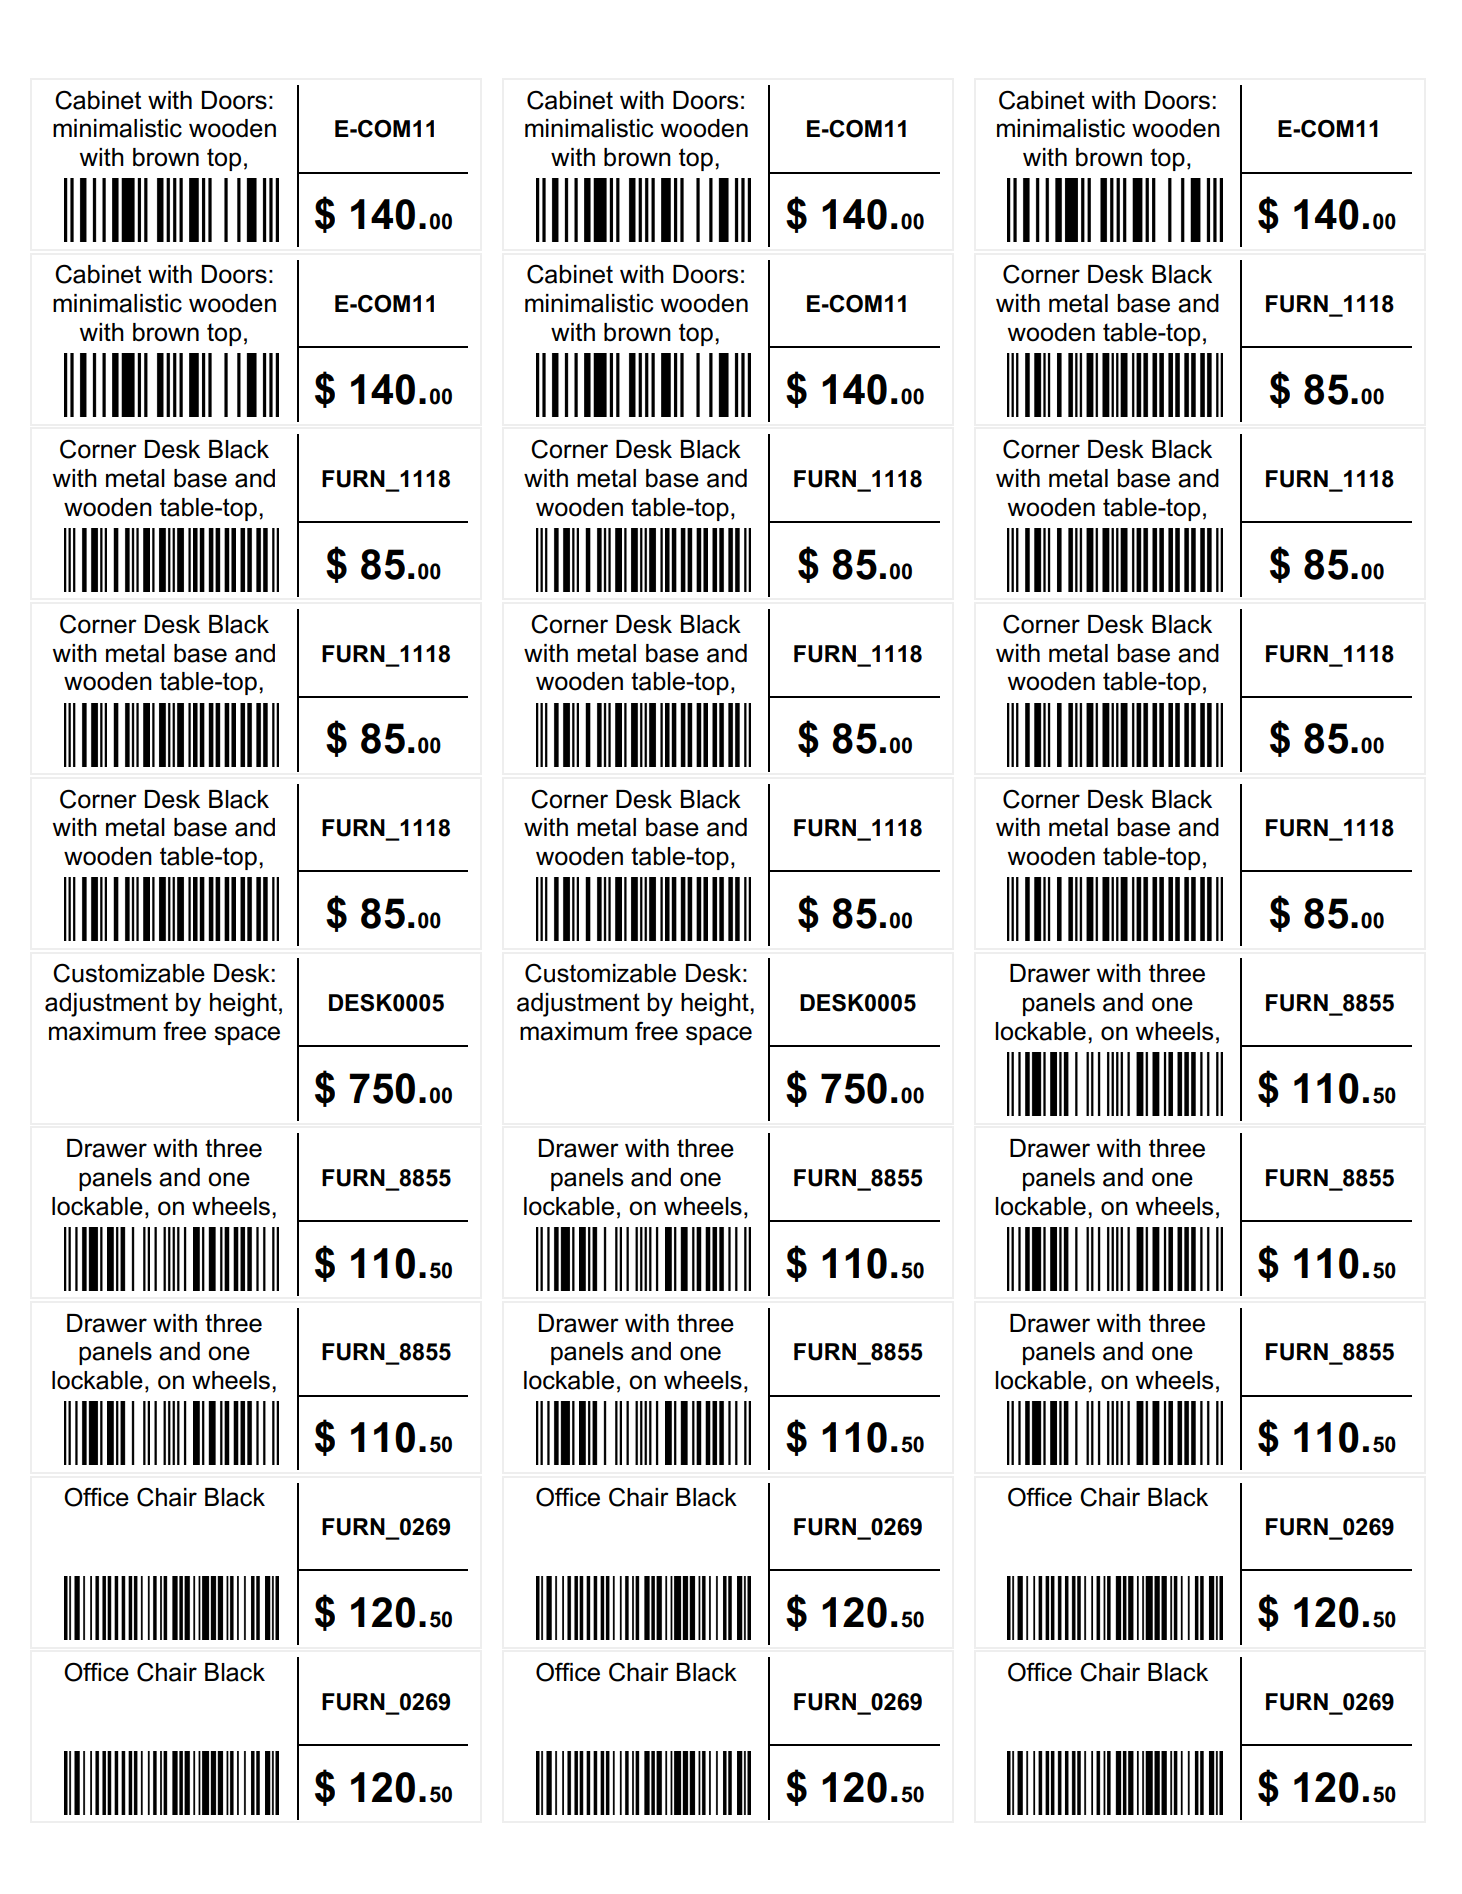 Cabinet with Doors:
minimalistic wooden
with brown top,
E-COM11
$ 140.00
Cabinet with Doors:
minimalistic wooden
with brown top,
E-COM11
$ 140.00
Cabinet with Doors:
minimalistic wooden
with brown top,
E-COM11
$ 140.00
Cabinet with Doors:
minimalistic wooden
with brown top,
E-COM11
$ 140.00
Cabinet with Doors:
minimalistic wooden
with brown top,
E-COM11
$ 140.00
Corner Desk Black
with metal base and
wooden table-top,
FURN_1118
$ 85.00
Corner Desk Black
with metal base and
wooden table-top,
FURN_1118
$ 85.00
Corner Desk Black
with metal base and
wooden table-top,
FURN_1118
$ 85.00
Corner Desk Black
with metal base and
wooden table-top,
FURN_1118
$ 85.00
Corner Desk Black
with metal base and
wooden table-top,
FURN_1118
$ 85.00
Corner Desk Black
with metal base and
wooden table-top,
FURN_1118
$ 85.00
Corner Desk Black
with metal base and
wooden table-top,
FURN_1118
$ 85.00
Corner Desk Black
with metal base and
wooden table-top,
FURN_1118
$ 85.00
Corner Desk Black
with metal base and
wooden table-top,
FURN_1118
$ 85.00
Corner Desk Black
with metal base and
wooden table-top,
FURN_1118
$ 85.00
Customizable Desk:
adjustment by height,
maximum free space
DESK0005
$ 750.00
Customizable Desk:
adjustment by height,
maximum free space
DESK0005
$ 750.00
Drawer with three
panels and one
lockable, on wheels,
FURN_8855
$ 110.50
Drawer with three
panels and one
lockable, on wheels,
FURN_8855
$ 110.50
Drawer with three
panels and one
lockable, on wheels,
FURN_8855
$ 110.50
Drawer with three
panels and one
lockable, on wheels,
FURN_8855
$ 110.50
Drawer with three
panels and one
lockable, on wheels,
FURN_8855
$ 110.50
Drawer with three
panels and one
lockable, on wheels,
FURN_8855
$ 110.50
Drawer with three
panels and one
lockable, on wheels,
FURN_8855
$ 110.50
Office Chair Black
FURN_0269
$ 120.50
Office Chair Black
FURN_0269
$ 120.50
Office Chair Black
FURN_0269
$ 120.50
Office Chair Black
FURN_0269
$ 120.50
Office Chair Black
FURN_0269
$ 120.50
Office Chair Black
FURN_0269
$ 120.50